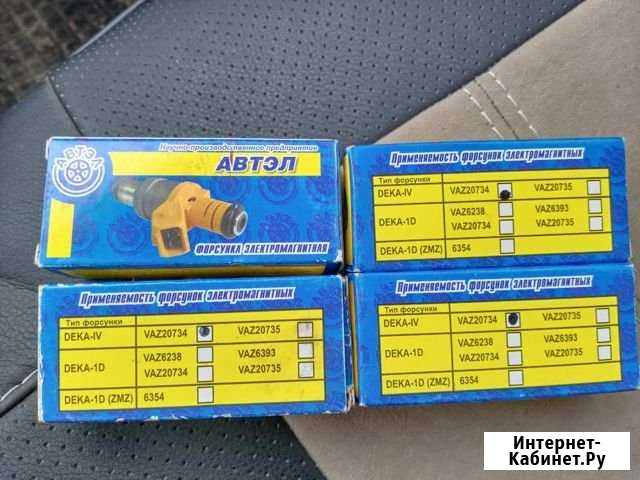 АВТЭЛ
Научно-производственное предприятие
АВТЭЛ
ФОРСУНКА ЭЛЕКТРОМАГНИТНАЯ
Применяемость форсунок электромагнитных
Тип форсунки
DEKA-IV VAZ20734 VAZ20735
DEKA-1D VAZ6238 VAZ6393
VAZ20734 VAZ20735
DEKA-1D (ZMZ) 6354
Применяемость форсунок электромагнитных
Тип форсунки
DEKA-IV VAZ20734 VAZ20735
DEKA-1D VAZ6238 VAZ6393
VAZ20734 VAZ20735
DEKA-1D (ZMZ) 6354
Применяемость форсунок электромагнитных
Тип форсунки
DEKA-IV VAZ20734 VAZ20735
DEKA-1D VAZ6238 VAZ6393
VAZ20734 VAZ20735
DEKA-1D (ZMZ) 6354
Интернет-
Кабинет.Ру